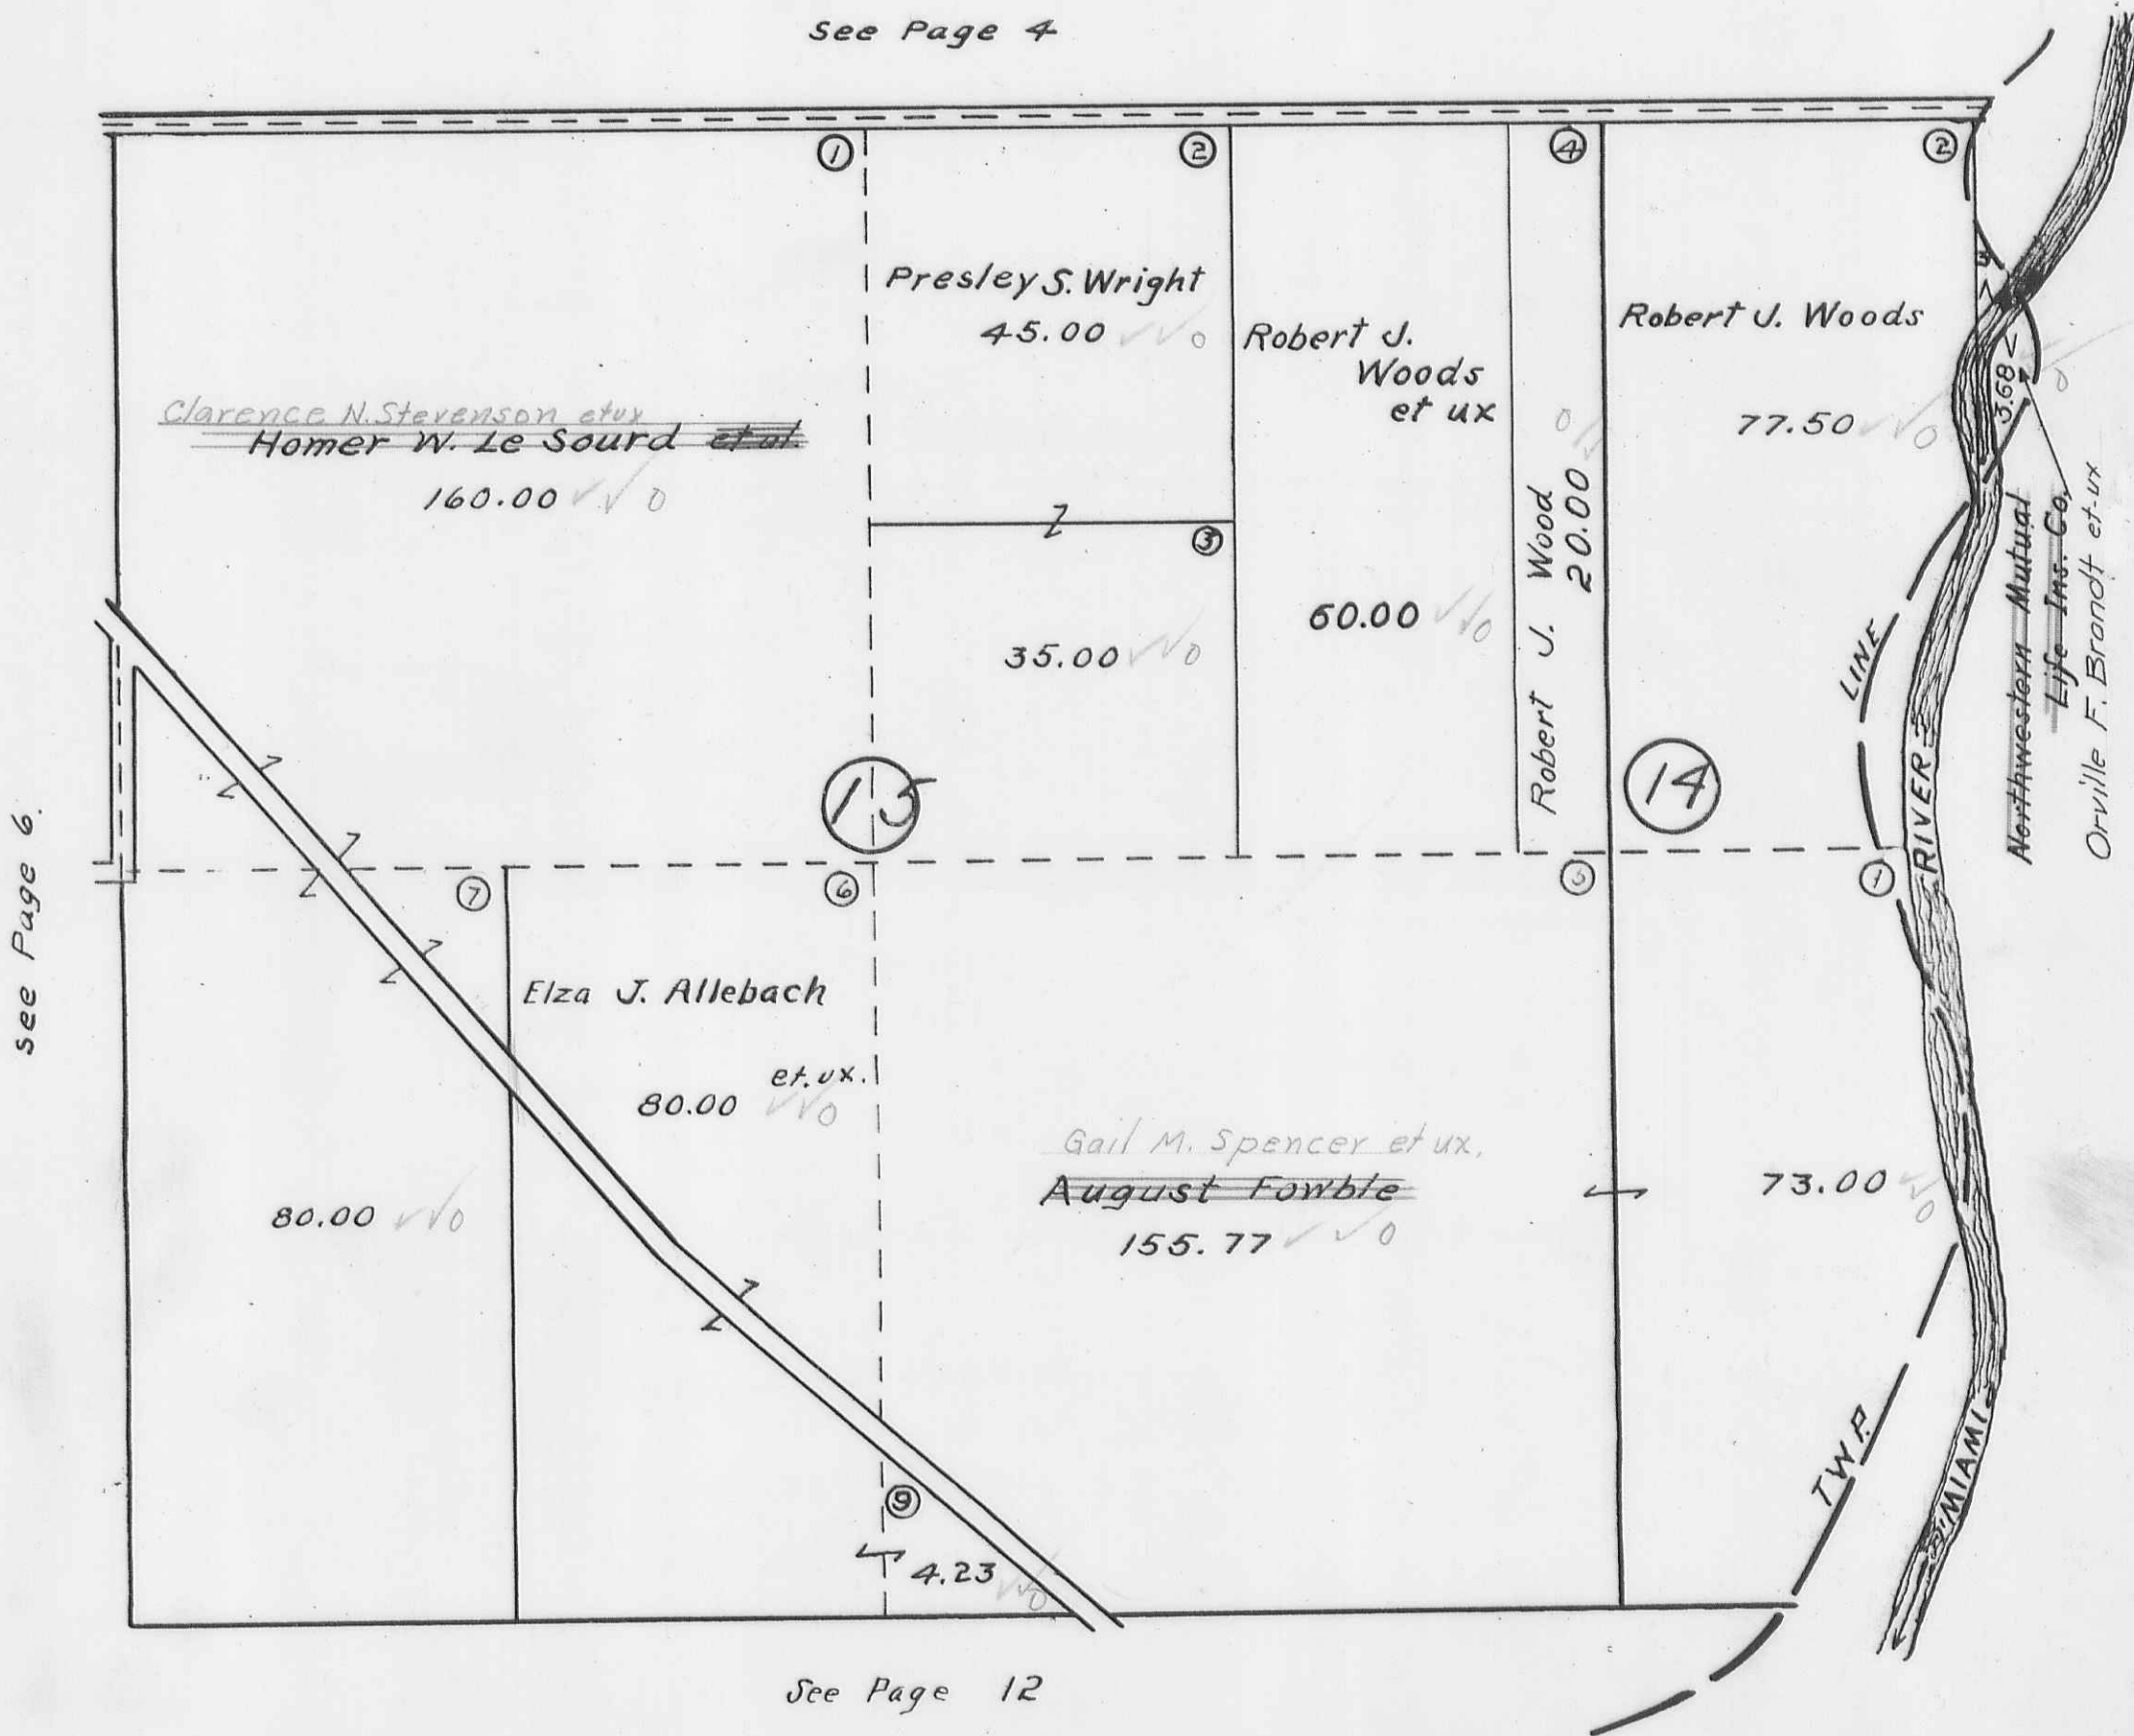 see Page 4
①
②
④
②
Presley S. Wright
45.00
Robert J.
Woods
et ux
Robert J. Woods
77.50
3
3.68
Clarence N. Stevenson et ux
Homer W. Le Sourd et al.
160.00
③
35.00
60.00
Robert J. Wood
20.00
LINE
RIVER
Northwestern Mutual
Life Ins. Co.
Orville F. Brandt et-ux
15
14
see Page 6.
⑦
⑥
⑤
①
Elza J. Allebach
et. ux.
80.00
80.00
Gail M. Spencer et ux.
August Fowble
155.77
73.00
TWP.
B'MIAMI
⑨
4.23
See Page 12